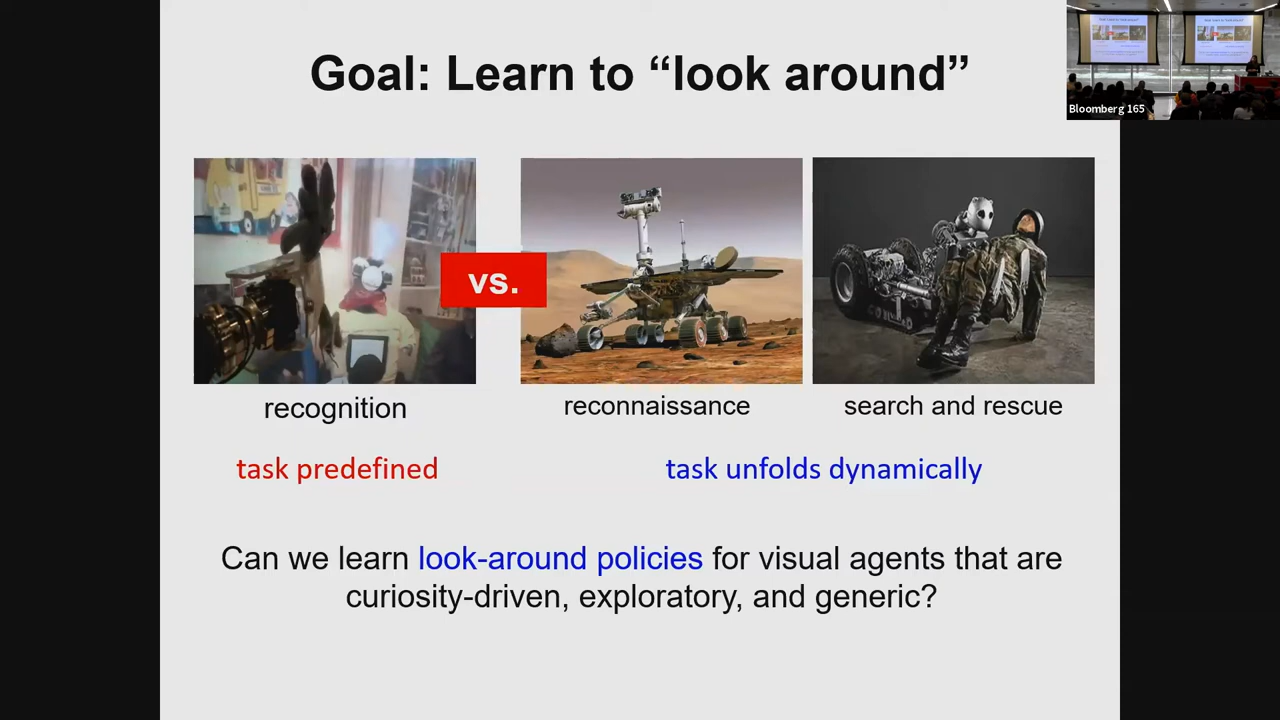 Goal: Learn to “look around”
Bloomberg 165
vs.
recognition
reconnaissance
search and rescue
task predefined
task unfolds dynamically
Can we learn look-around policies for visual agents that are
curiosity-driven, exploratory, and generic?